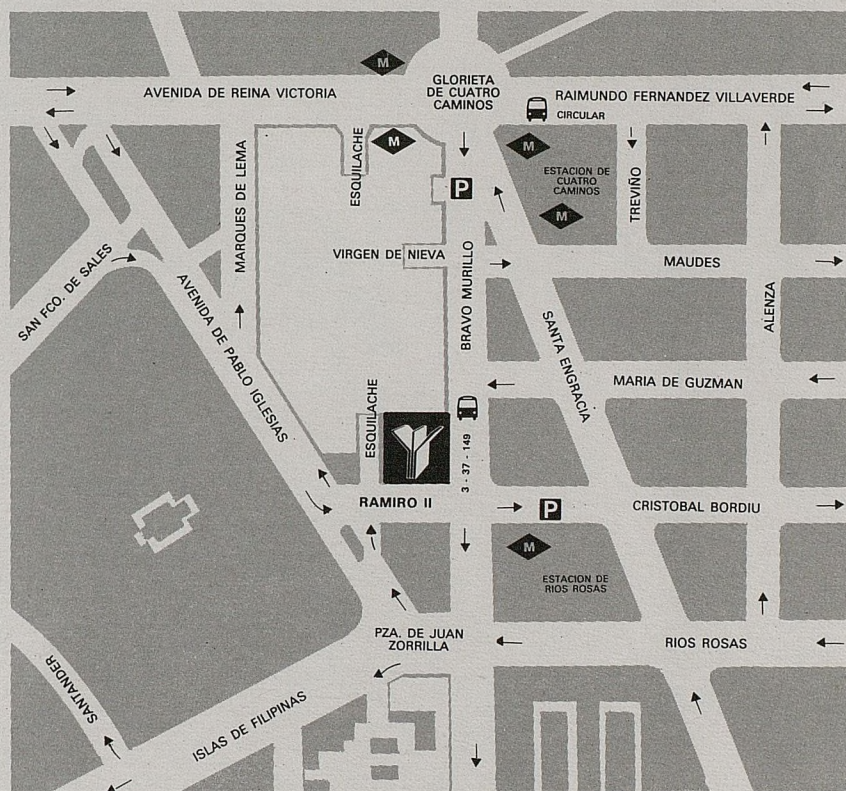 M
AVENIDA DE REINA VICTORIA
GLORIETA
DE CUATRO
CAMINOS
RAIMUNDO FERNANDEZ VILLAVERDE
CIRCULAR
M
M
ESQUILACHE
MARQUES DE LEMA
P
ESTACION DE
CUATRO
CAMINOS
M
TREVIÑO
VIRGEN DE NIEVA
MAUDES
SAN FCO. DE SALES
AVENIDA DE PABLO IGLESIAS
BRAVO MURILLO
SANTA ENGRACIA
ALENZA
MARIA DE GUZMAN
ESQUILACHE
3 - 37 - 149
RAMIRO II
P
CRISTOBAL BORDIU
M
ESTACION DE
RIOS ROSAS
PZA. DE JUAN
ZORRILLA
RIOS ROSAS
SANTANDER
ISLAS DE FILIPINAS